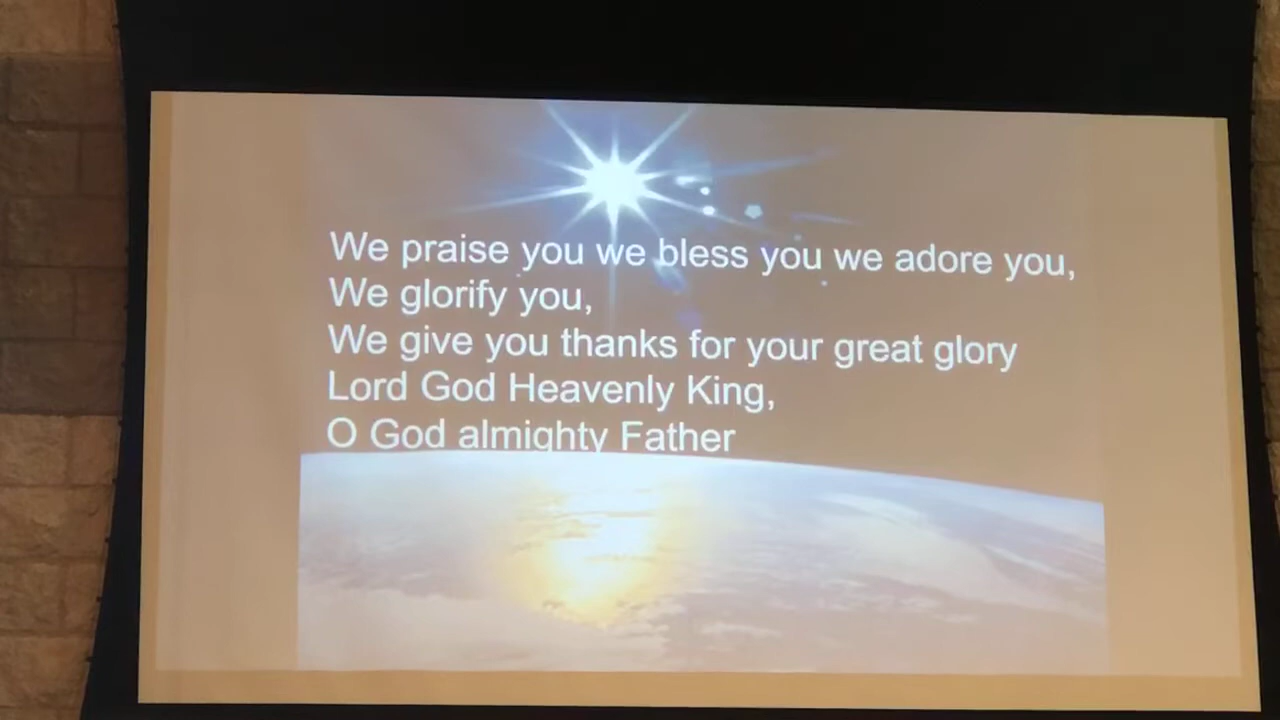 We praise you we bless you we adore you,
We glorify you,
We give you thanks for your great glory
Lord God Heavenly King,
O God almighty Father